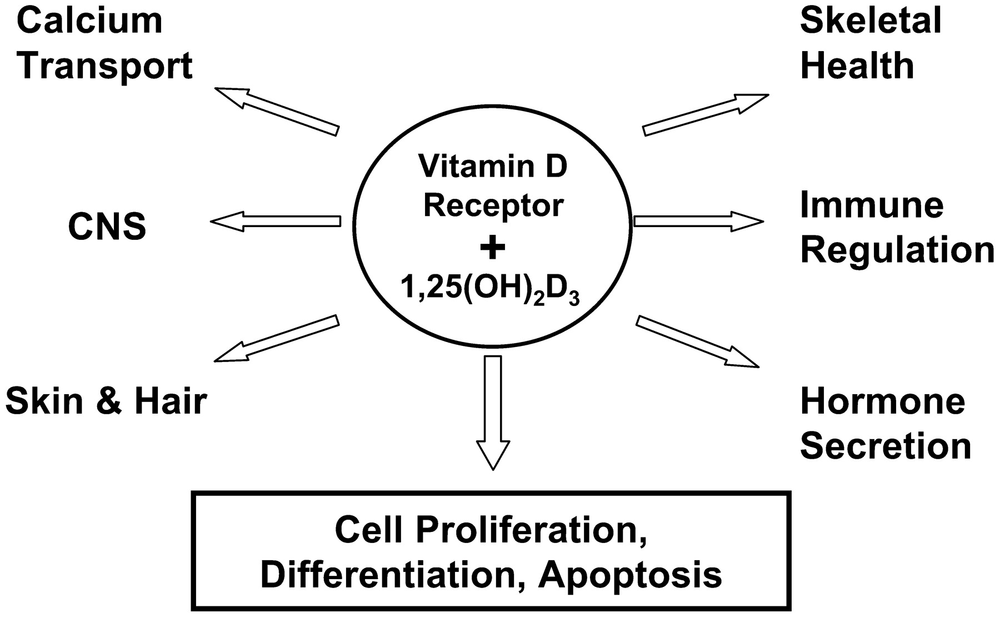 Calcium
Transport
Skeletal
Health
Vitamin D
Receptor
+
1,25(OH)₂D₃
CNS
Immune
Regulation
Skin & Hair
Hormone
Secretion
Cell Proliferation,
Differentiation, Apoptosis